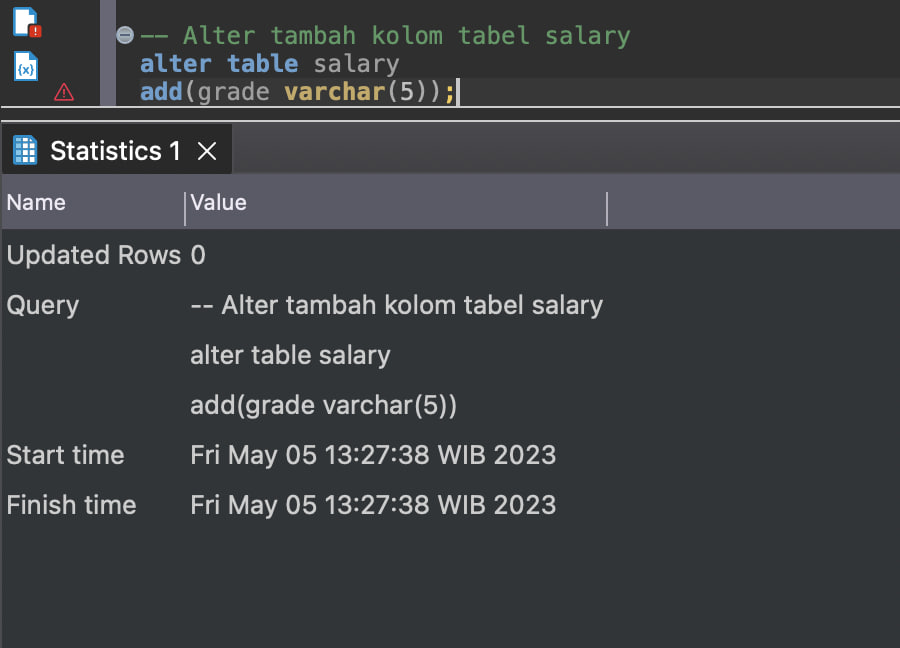 -- Alter tambah kolom tabel salary
alter table salary
add(grade varchar(5));
Statistics 1
Name Value
Updated Rows 0
Query -- Alter tambah kolom tabel salary
alter table salary
add(grade varchar(5))
Start time Fri May 05 13:27:38 WIB 2023
Finish time Fri May 05 13:27:38 WIB 2023